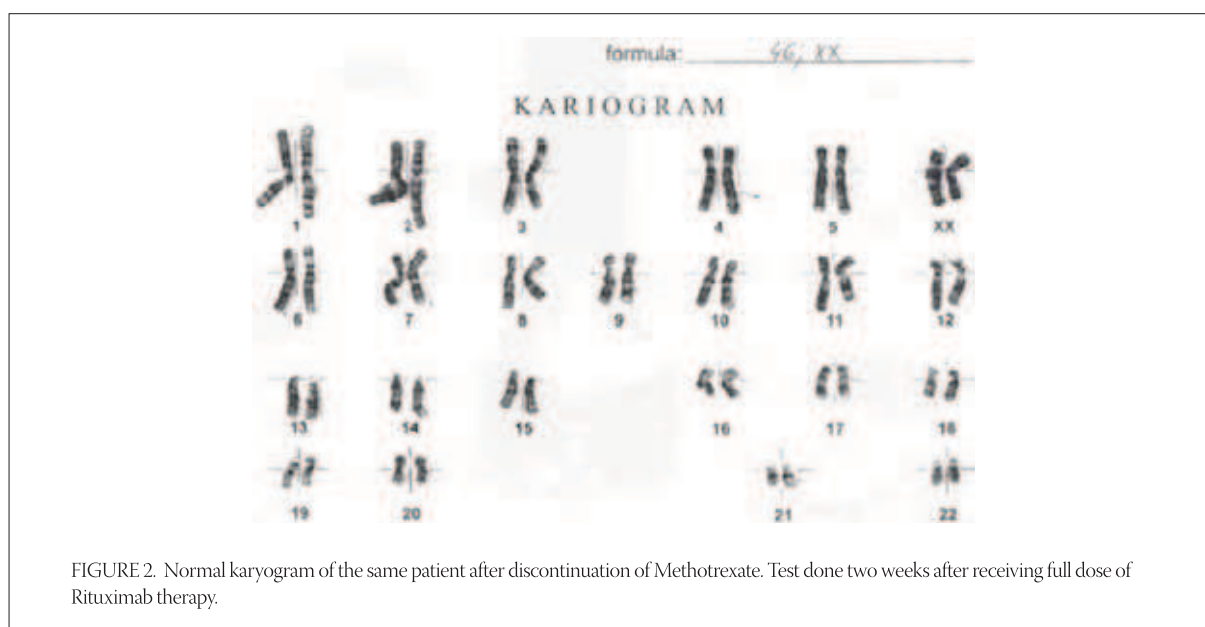 formula: 46, XX
KARIOGRAM
1 2 3 4 5 XX
6 7 8 9 10 11 12
13 14 15 16 17 18
19 20 21 22
FIGURE 2. Normal karyogram of the same patient after discontinuation of Methotrexate. Test done two weeks after receiving full dose of
Rituximab therapy.